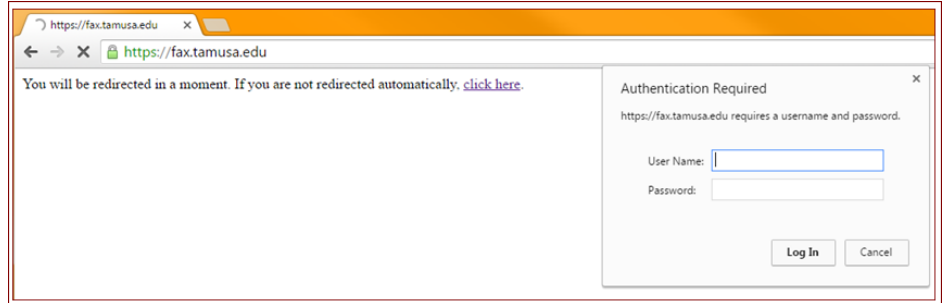 https://fax.tamusa.edu
https://fax.tamusa.edu
You will be redirected in a moment. If you are not redirected automatically, click here.
Authentication Required
https://fax.tamusa.edu requires a username and password.
User Name:
Password:
Log In
Cancel